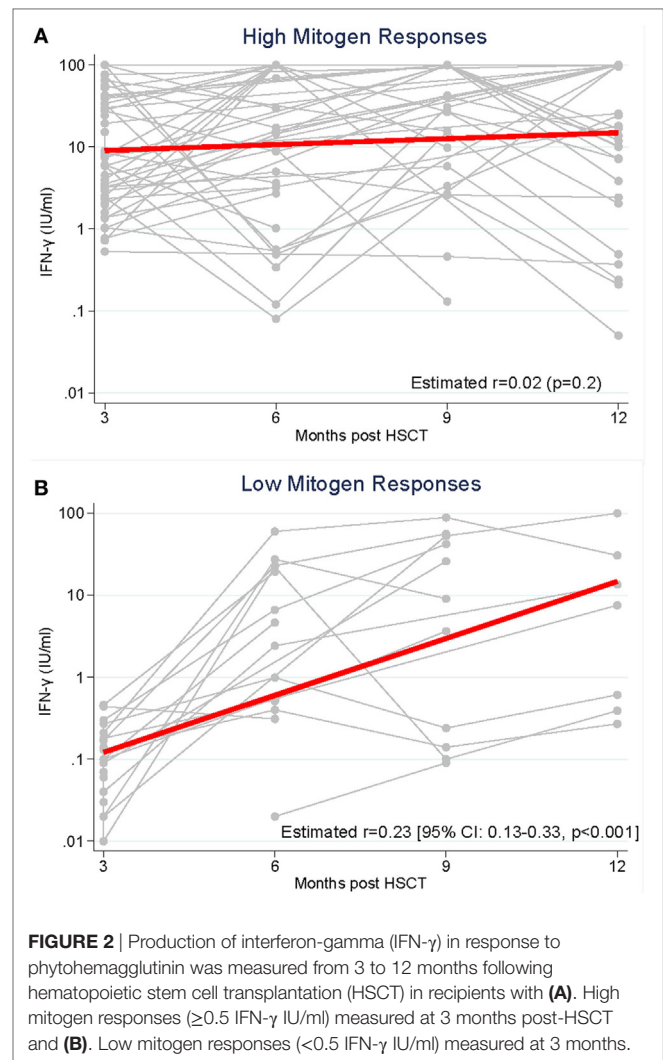 A
High Mitogen Responses
100
10
1
.1
.01
IFN-γ (IU/ml)
Estimated r=0.02 (p=0.2)
3
6
9
12
Months post HSCT
B
Low Mitogen Responses
100
10
1
.1
.01
IFN-γ (IU/ml)
Estimated r=0.23 [95% CI: 0.13-0.33, p<0.001]
3
6
9
12
Months post HSCT
FIGURE 2 | Production of interferon-gamma (IFN-γ) in response to
phytohemagglutinin was measured from 3 to 12 months following
hematopoietic stem cell transplantation (HSCT) in recipients with (A). High
mitogen responses (≥0.5 IFN-γ IU/ml) measured at 3 months post-HSCT
and (B). Low mitogen responses (<0.5 IFN-γ IU/ml) measured at 3 months.